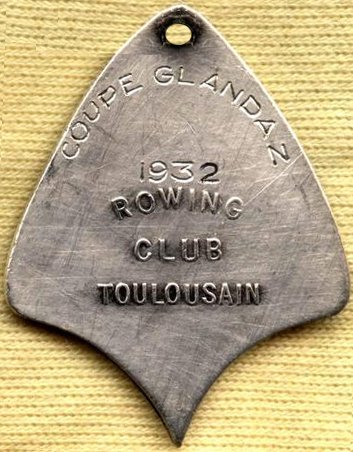 COUPE GLANDAZ
1932
ROWING
CLUB
TOULOUSAIN